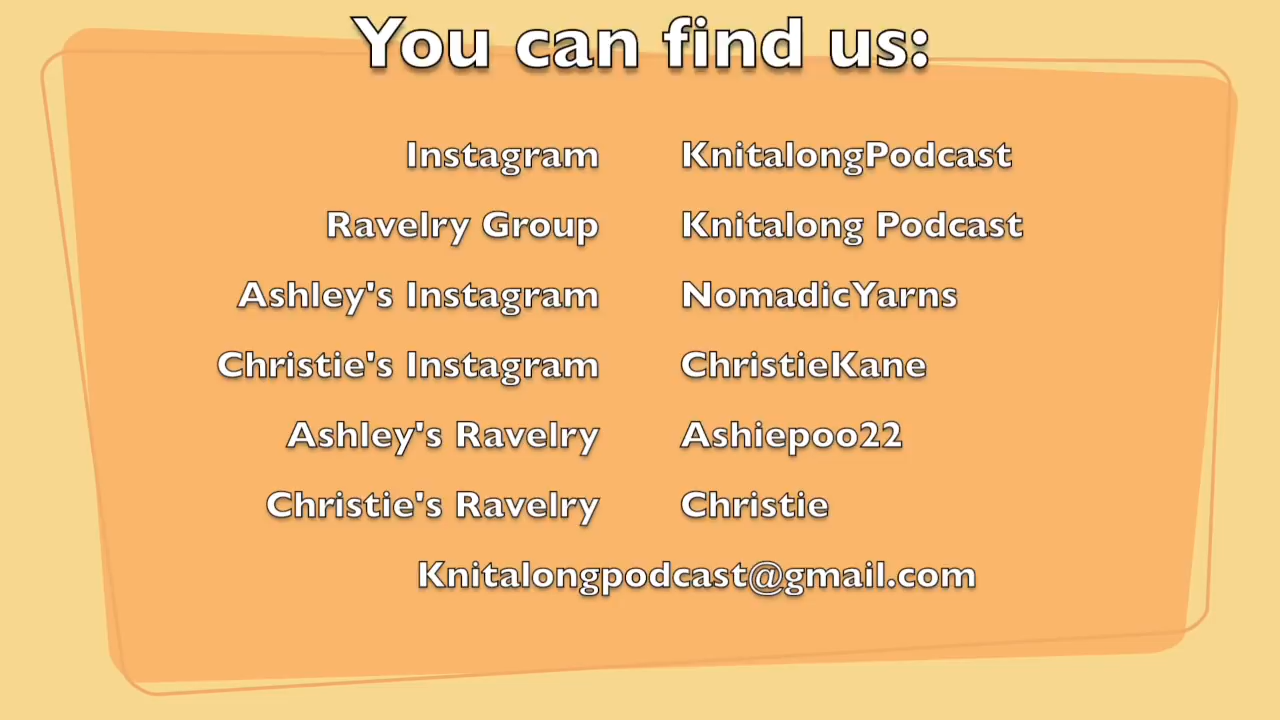 You can find us:
Instagram KnitalongPodcast
Ravelry Group Knitalong Podcast
Ashley's Instagram NomadicYarns
Christie's Instagram ChristieKane
Ashley's Ravelry Ashiepoo22
Christie's Ravelry Christie
Knitalongpodcast@gmail.com